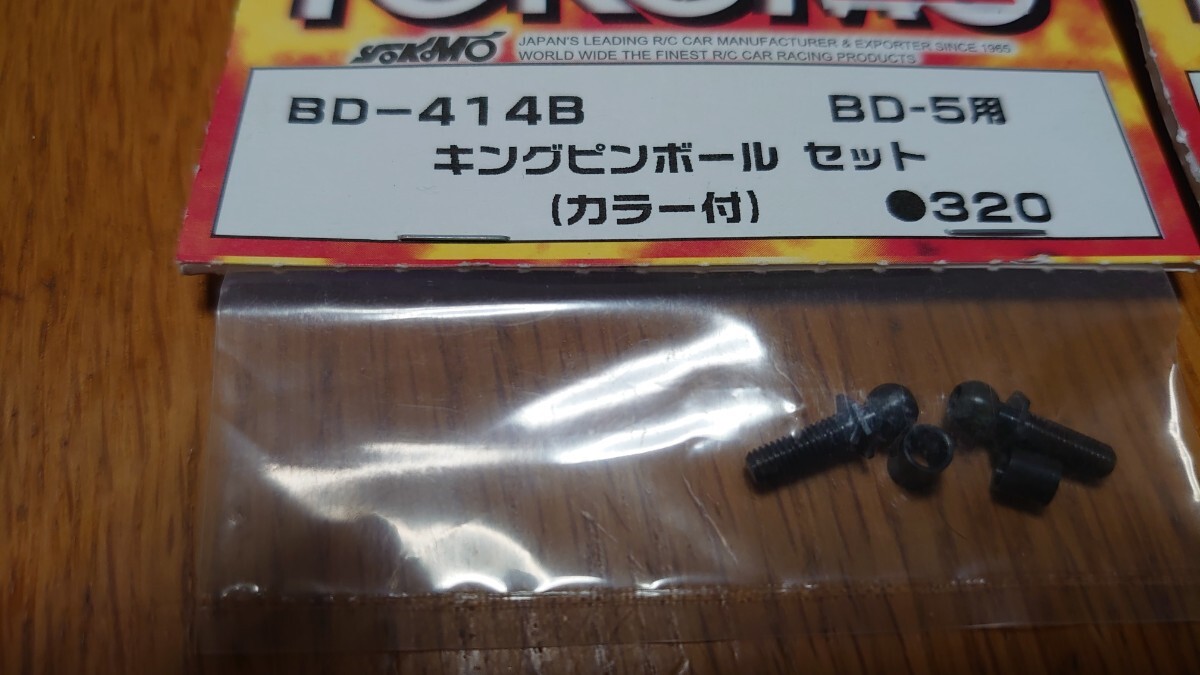 YOKOMO
YOKOMO
JAPAN'S LEADING R/C CAR MANUFACTURER & EXPORTER SINCE 1965
WORLD WIDE THE FINEST R/C CAR RACING PRODUCTS
BD-414B BD-5用
キングピンボール セット
(カラー付) ●320